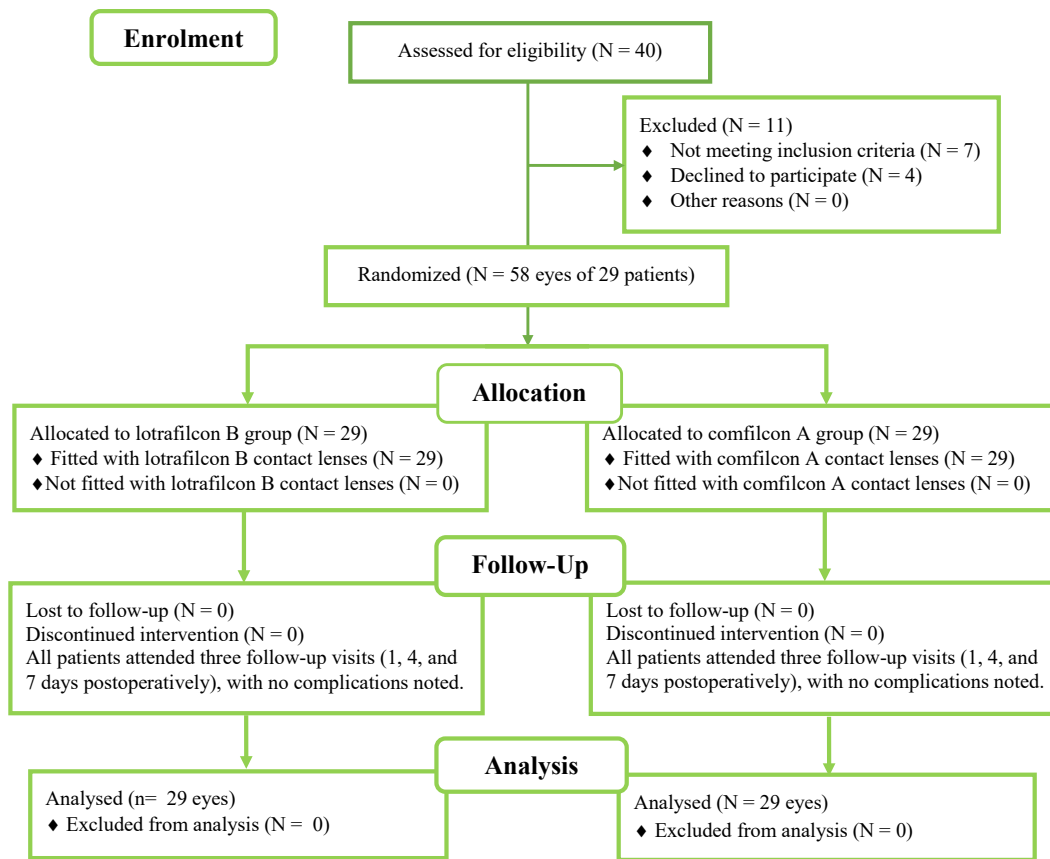 Enrolment
Assessed for eligibility (N = 40)
Excluded (N = 11)
♦ Not meeting inclusion criteria (N = 7)
♦ Declined to participate (N = 4)
♦ Other reasons (N = 0)
Randomized (N = 58 eyes of 29 patients)
Allocation
Allocated to lotrafilcon B group (N = 29)
♦ Fitted with lotrafilcon B contact lenses (N = 29)
♦Not fitted with lotrafilcon B contact lenses (N = 0)
Allocated to comfilcon A group (N = 29)
♦ Fitted with comfilcon A contact lenses (N = 29)
♦Not fitted with comfilcon A contact lenses (N = 0)
Follow-Up
Lost to follow-up (N = 0)
Discontinued intervention (N = 0)
All patients attended three follow-up visits (1, 4, and
7 days postoperatively), with no complications noted.
Lost to follow-up (N = 0)
Discontinued intervention (N = 0)
All patients attended three follow-up visits (1, 4, and
7 days postoperatively), with no complications noted.
Analysis
Analysed (n= 29 eyes)
♦ Excluded from analysis (N = 0)
Analysed (N = 29 eyes)
♦ Excluded from analysis (N = 0)